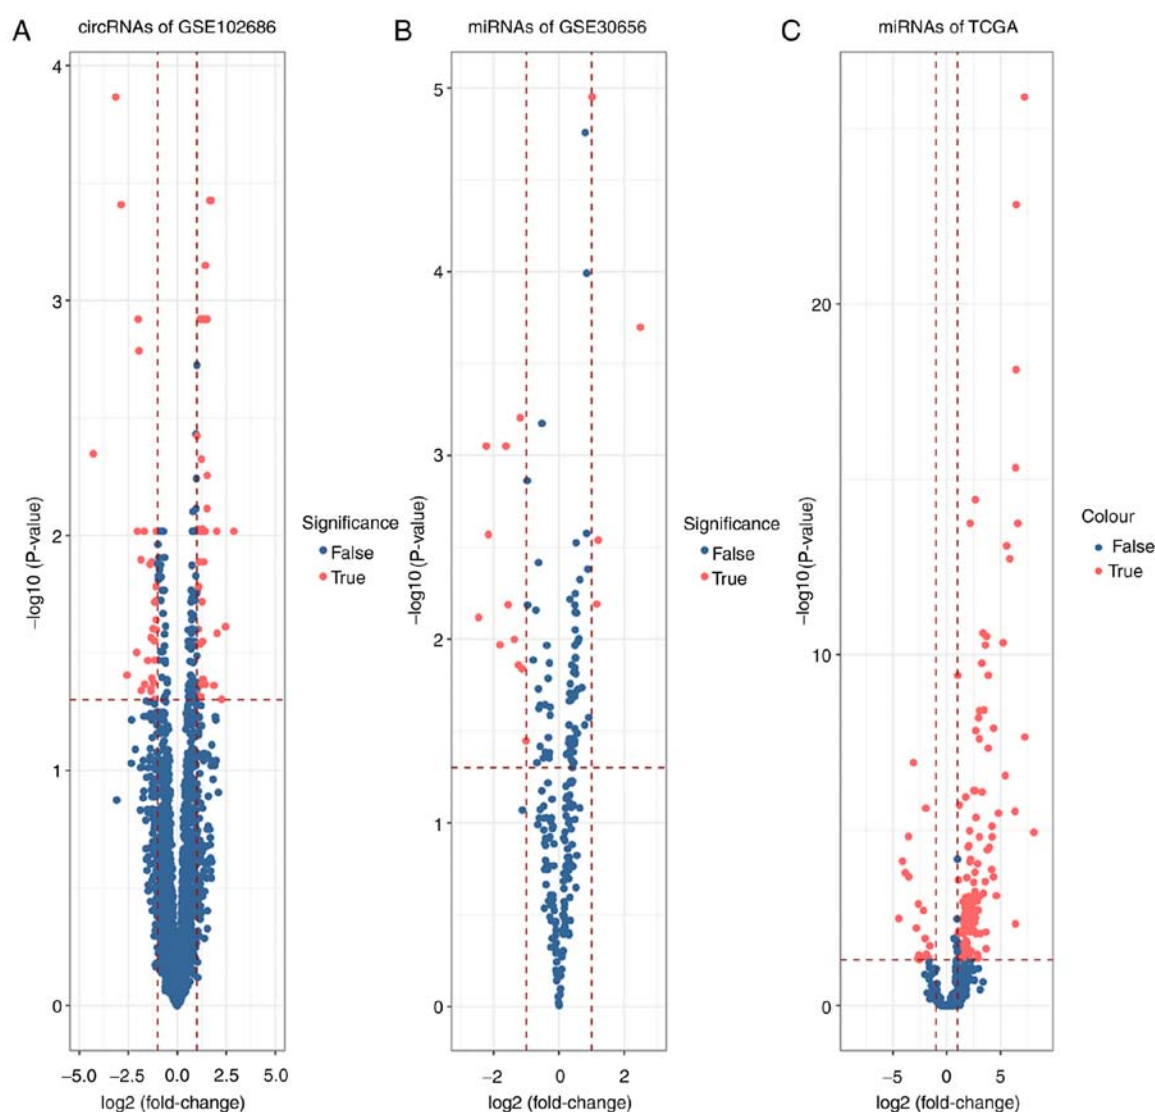 A circRNAs of GSE102686
4
3
2
1
0
−log10 (P-value)
−5.0 −2.5 0.0 2.5 5.0
log2 (fold-change)
Significance
False
True
B miRNAs of GSE30656
5
4
3
2
1
0
−log10 (P-value)
−2 0 2
log2 (fold-change)
Significance
False
True
C miRNAs of TCGA
20
10
0
−log10 (P-value)
−5 0 5
log2 (fold-change)
Colour
False
True